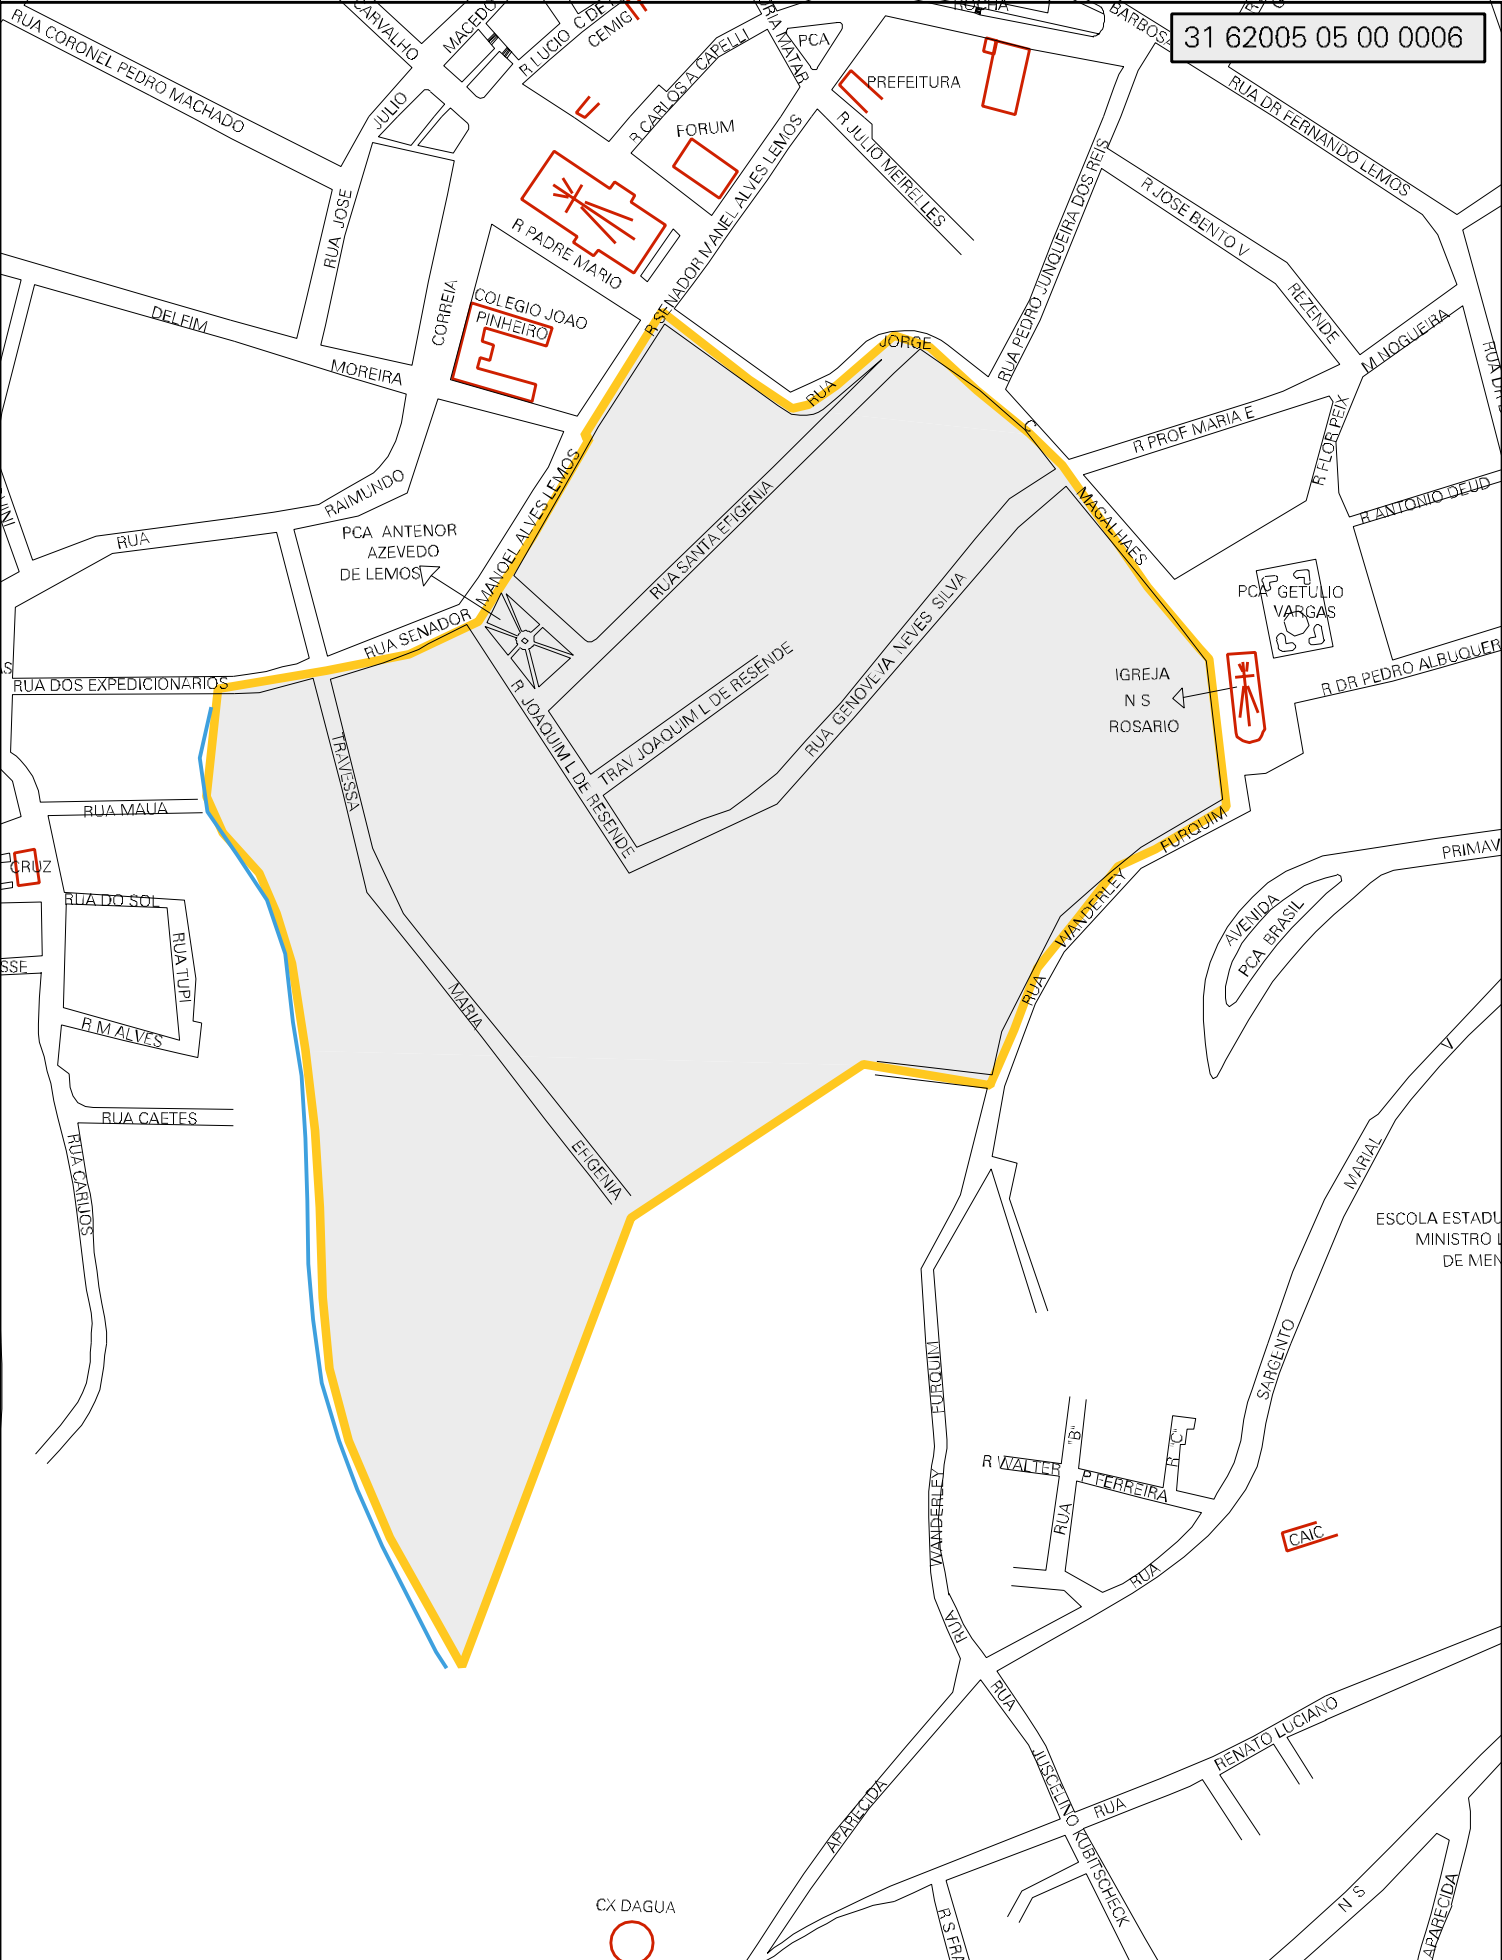 31 62005 05 00 0006
RUA CORONEL PEDRO MACHADO
CARVALHO
MACEDO
R LUCIO C DE
CEMIG
PCA
MATAR
ROCHA
BARBOSA
PREFEITURA
JULIO
R CARLOS A CAPELLI
FORUM
R JULIO MEIRELLES
RUA DR FERNANDO LEMOS
R JOSE BENTO V
REZENDE
RUA JOSE
R PADRE MARIO
R SENADOR MANEL ALVES LEMOS
RUA PEDRO JUNQUEIRA DOS REIS
M NOGUEIRA
DELFIM
MOREIRA
CORREIA
COLEGIO JOAO
PINHEIRO
JORGE
RUA
C
MAGALHAES
R PROF MARIA E
R FLOR PEIX
R ANTONIO DEUD
RAIMUNDO
RUA
PCA ANTENOR
AZEVEDO
DE LEMOS
MANOEL ALVES LEMOS
RUA SENADOR
RUA SANTA EFIGENIA
RUA GENOVEVA NEVES SILVA
TRAV JOAQUIM L DE RESENDE
R JOAQUIM L DE RESENDE
PCA GETULIO
VARGAS
IGREJA
N S
ROSARIO
R DR PEDRO ALBUQUER
RUA DOS EXPEDICIONARIOS
TRAVESSA
MARIA
EFIGENIA
RUA MAUA
CRUZ
RUA DO SOL
RUA TUPI
SSE
R M ALVES
RUA CAETES
RUA CARIJOS
FURQUIM
WANDERLEY
RUA
PRIMAV
AVENIDA
PCA BRASIL
V
MARIAL
SARGENTO
RUA
ESCOLA ESTADU
MINISTRO L
DE MEN
FURQUIM
WANDERLEY
RUA
R WALTER
P FERREIRA
"B"
RUA
R "C"
CAIC
RUA
JUSCELINO
KUBITSCHECK
RUA
RENATO LUCIANO
APARECIDA
CX DAGUA
R S FRA
N S
APARECIDA